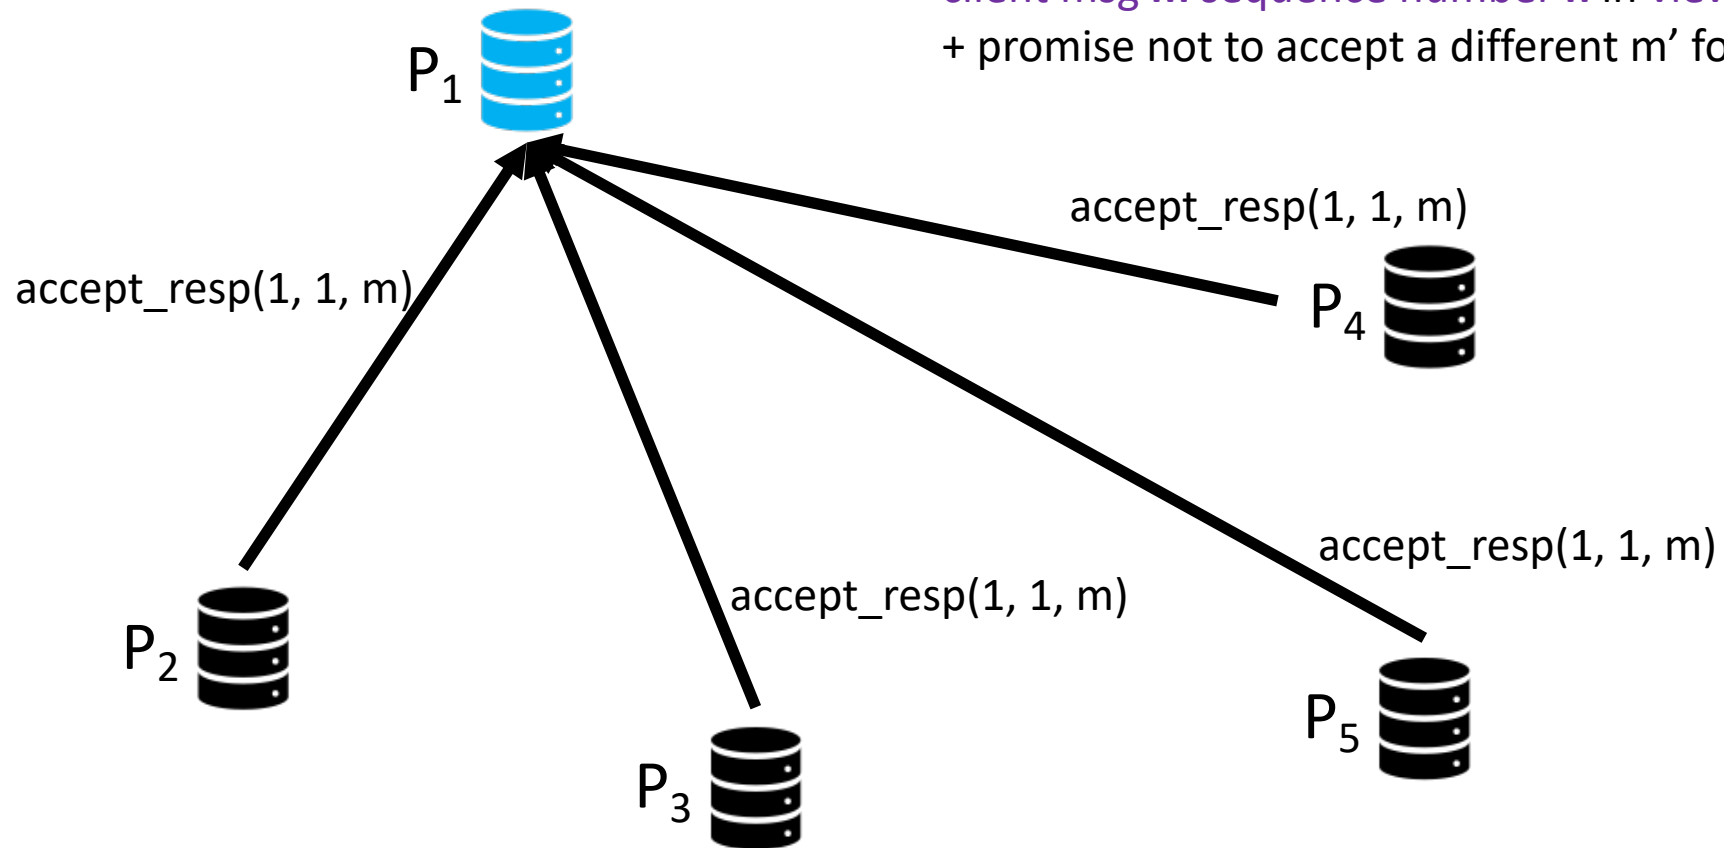 + promise not to accept a different m’
P1
accept_resp(1, 1, m)
accept_resp(1, 1, m)
P4
accept_resp(1, 1, m)
accept_resp(1, 1, m)
P2
P5
P3